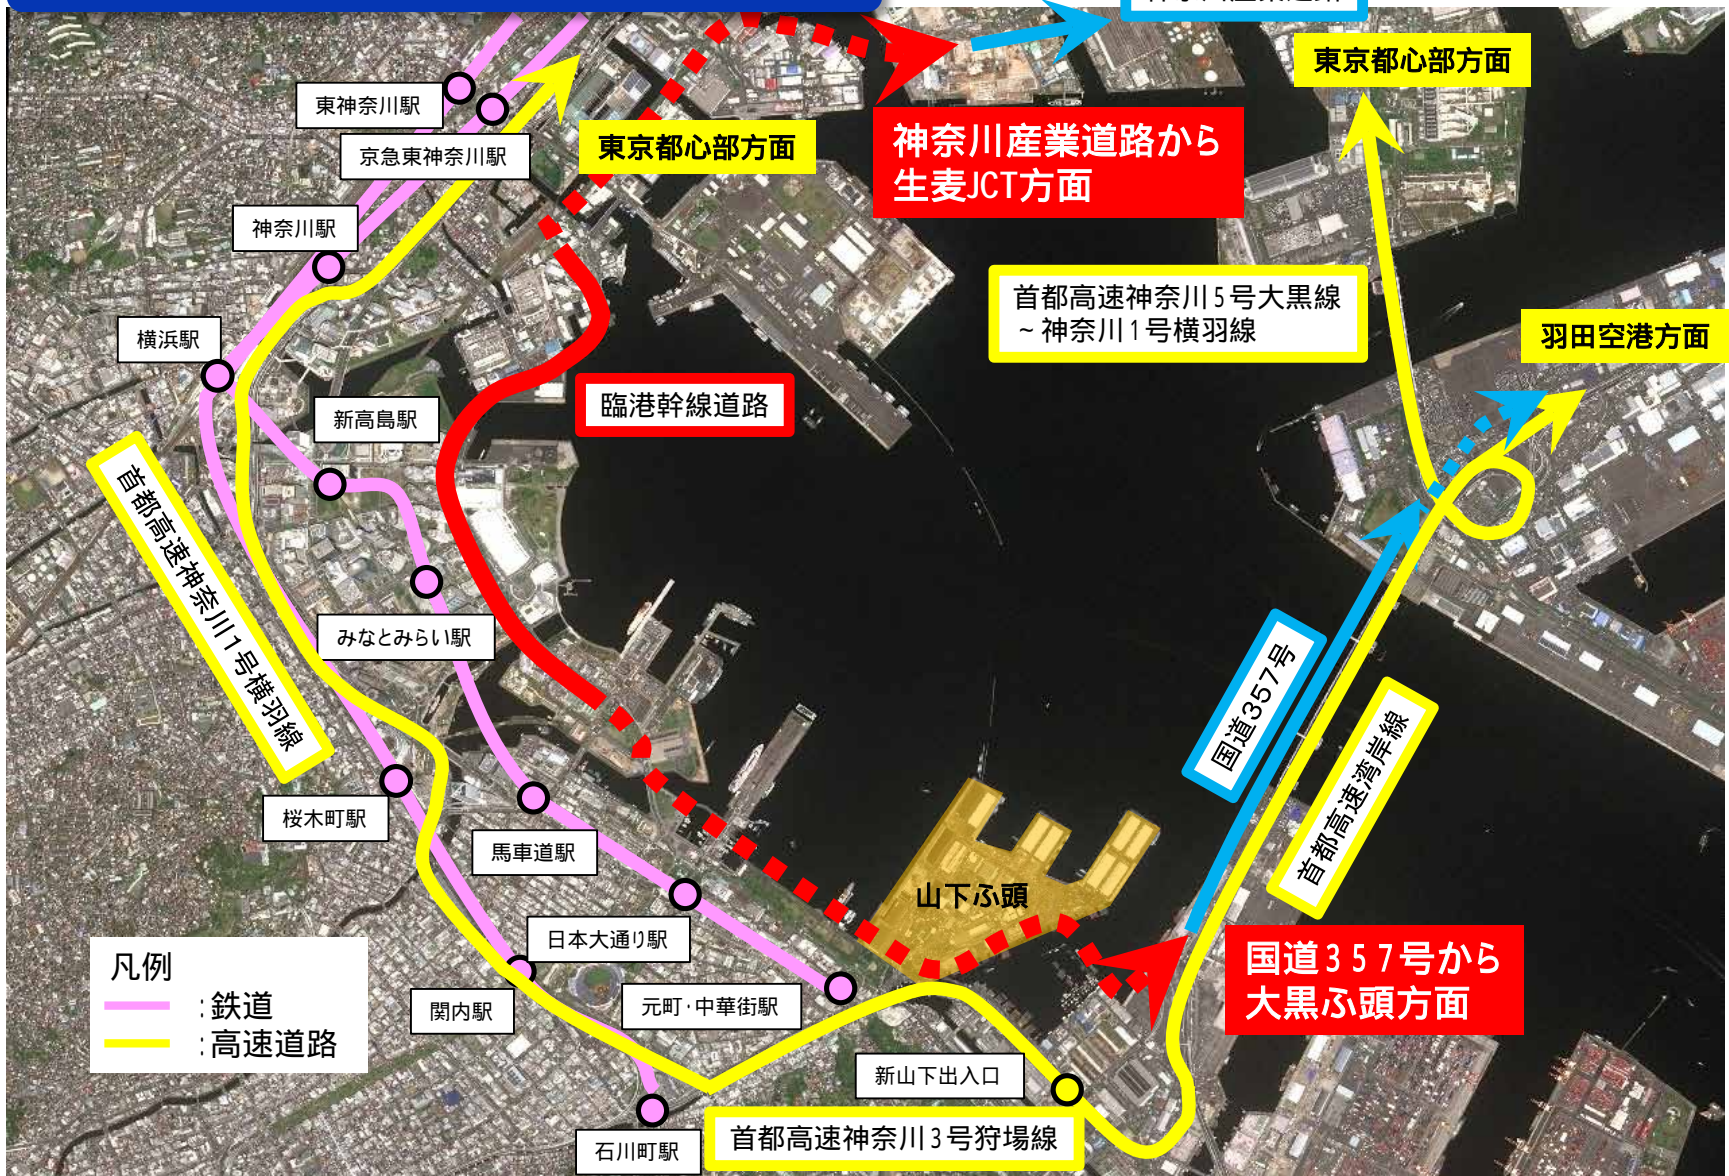 東京都心部方面
東神奈川駅
京急東神奈川駅
東京都心部方面
神奈川産業道路から
生麦JCT方面
神奈川駅
首都高速神奈川5号大黒線
~神奈川1号横羽線
横浜駅
羽田空港方面
臨港幹線道路
新高島駅
首都高速神奈川1号横羽線
みなとみらい駅
国道357号
首都高速湾岸線
桜木町駅
馬車道駅
山下ふ頭
日本大通り駅
国道357号から
大黒ふ頭方面
凡例
:鉄道
:高速道路
関内駅
元町・中華街駅
新山下出入口
首都高速神奈川3号狩場線
石川町駅